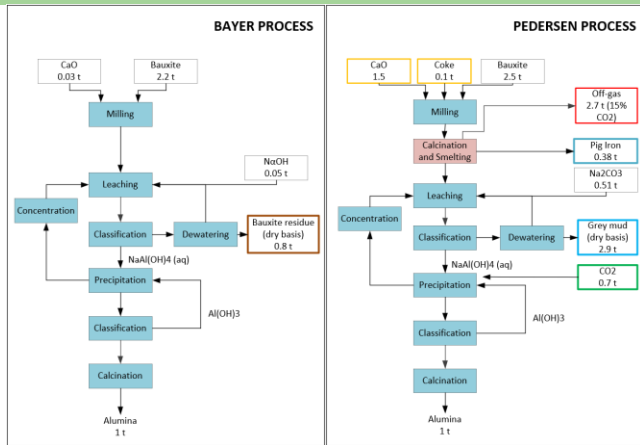 BAYER PROCESS
CaO
0.03 t
Bauxite
2.2 t
Milling
NaOH
0.05 t
Leaching
Concentration
Classification
Dewatering
Bauxite residue
(dry basis)
0.8 t
NaAl(OH)4 (aq)
Precipitation
Al(OH)3
Classification
Calcination
Alumina
1 t
PEDERSEN PROCESS
CaO
1.5
Coke
0.1 t
Bauxite
2.5 t
Milling
Off-gas
2.7 t (15%
CO2)
Calcination
and Smelting
Pig Iron
0.38 t
Na2CO3
0.51 t
Leaching
Concentration
Classification
Dewatering
Grey mud
(dry basis)
2.9 t
NaAl(OH)4 (aq)
CO2
0.7 t
Precipitation
Al(OH)3
Classification
Calcination
Alumina
1 t